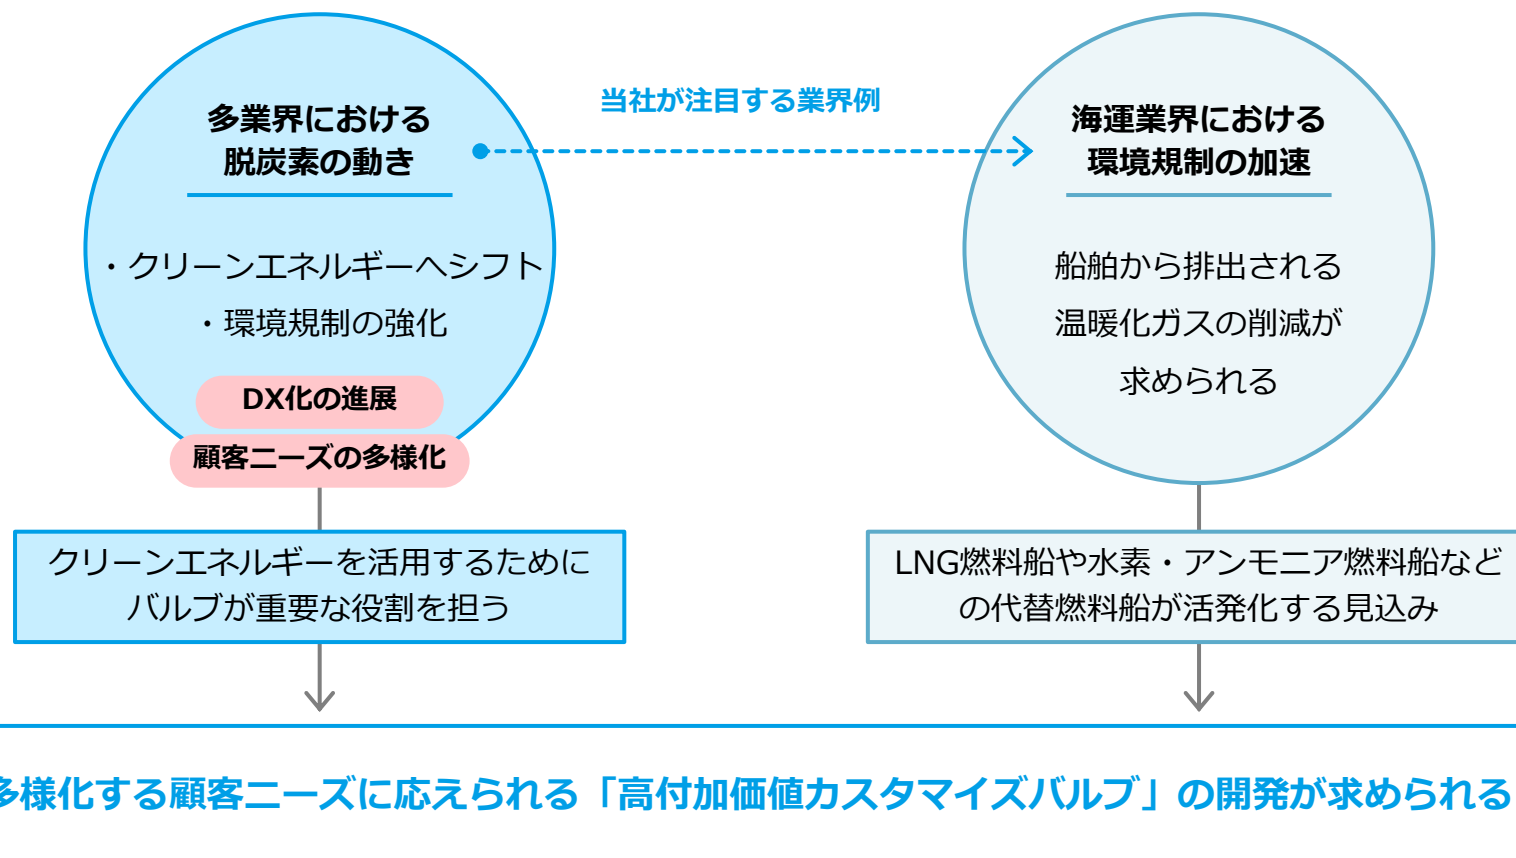 多業界における
脱炭素の動き
・クリーンエネルギーへシフト
・環境規制の強化
DX化の進展
顧客ニーズの多様化
クリーンエネルギーを活用するために
バルブが重要な役割を担う
当社が注目する業界例
海運業界における
環境規制の加速
船舶から排出される
温暖化ガスの削減が
求められる
LNG燃料船や水素・アンモニア燃料船など
の代替燃料船が活発化する見込み
多様化する顧客ニーズに応えられる「高付加価値カスタマイズバルブ」の開発が求められる